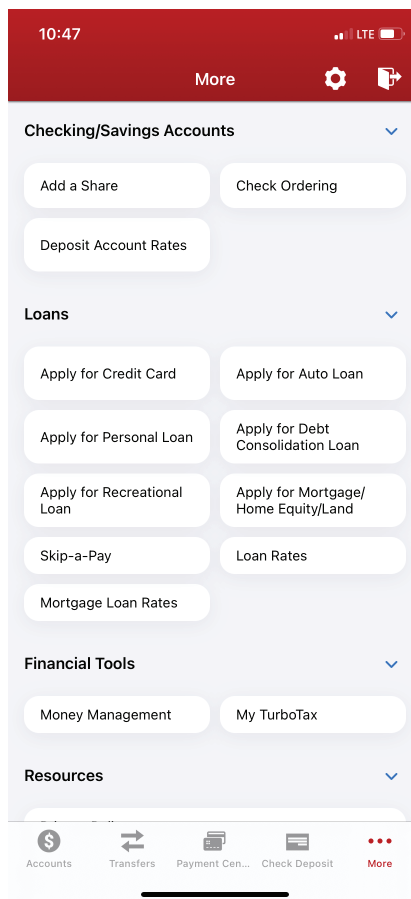 10:47
LTE
More
Checking/Savings Accounts
Add a Share
Check Ordering
Deposit Account Rates
Loans
Apply for Credit Card
Apply for Auto Loan
Apply for Personal Loan
Apply for Debt
Consolidation Loan
Apply for Recreational
Loan
Apply for Mortgage/
Home Equity/Land
Skip-a-Pay
Loan Rates
Mortgage Loan Rates
Financial Tools
Money Management
My TurboTax
Resources
Accounts
Transfers
Payment Cen...
Check Deposit
More